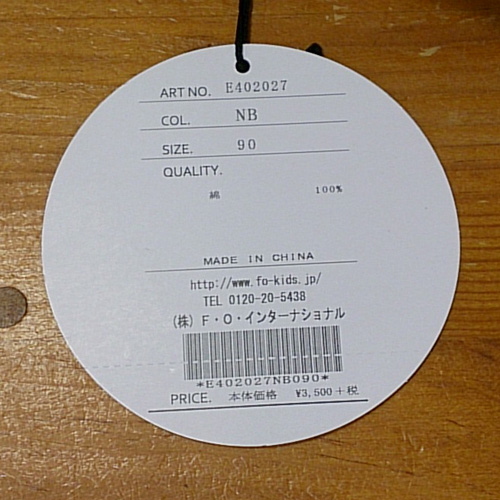 ART NO. E402027
COL. NB
SIZE. 90
QUALITY.
綿 100%
MADE IN CHINA
http://www.fo-kids.jp/
TEL 0120-20-5438
(株) F・O・インターナショナル
*E402027NB090*
PRICE. 本体価格 ¥3,500+税